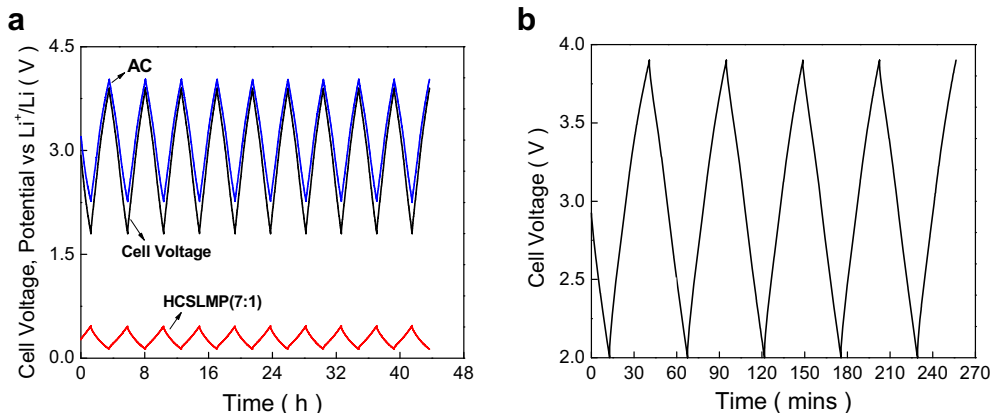 a
Cell Voltage, Potential vs Li⁺/Li ( V )
4.5
3.0
1.5
0.0
AC
Cell Voltage
HCSLMP(7:1)
0 8 16 24 32 40 48
Time ( h )
b
Cell Voltage ( V )
4.0
3.5
3.0
2.5
2.0
0 30 60 90 120 150 180 210 240 270
Time ( mins )